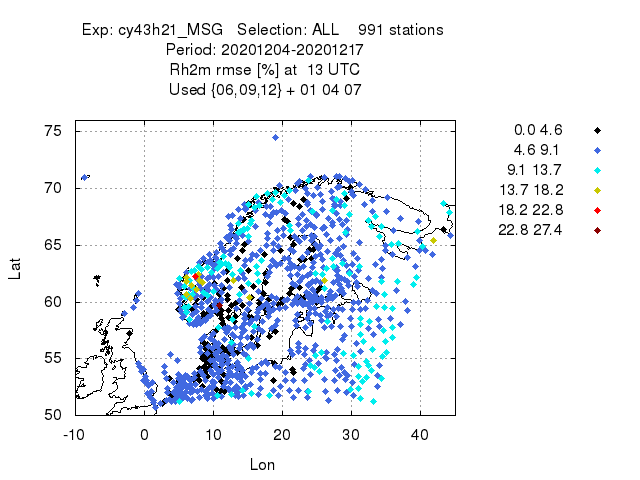 Exp: cy43h21_MSG   Selection: ALL    991 stations
Period: 20201204-20201217
Rh2m rmse [%] at  13 UTC
Used {06,09,12} + 01 04 07
0.0 4.6
4.6 9.1
9.1 13.7
13.7 18.2
18.2 22.8
22.8 27.4
75
70
65
60
55
50
Lat
-10 0 10 20 30 40
Lon